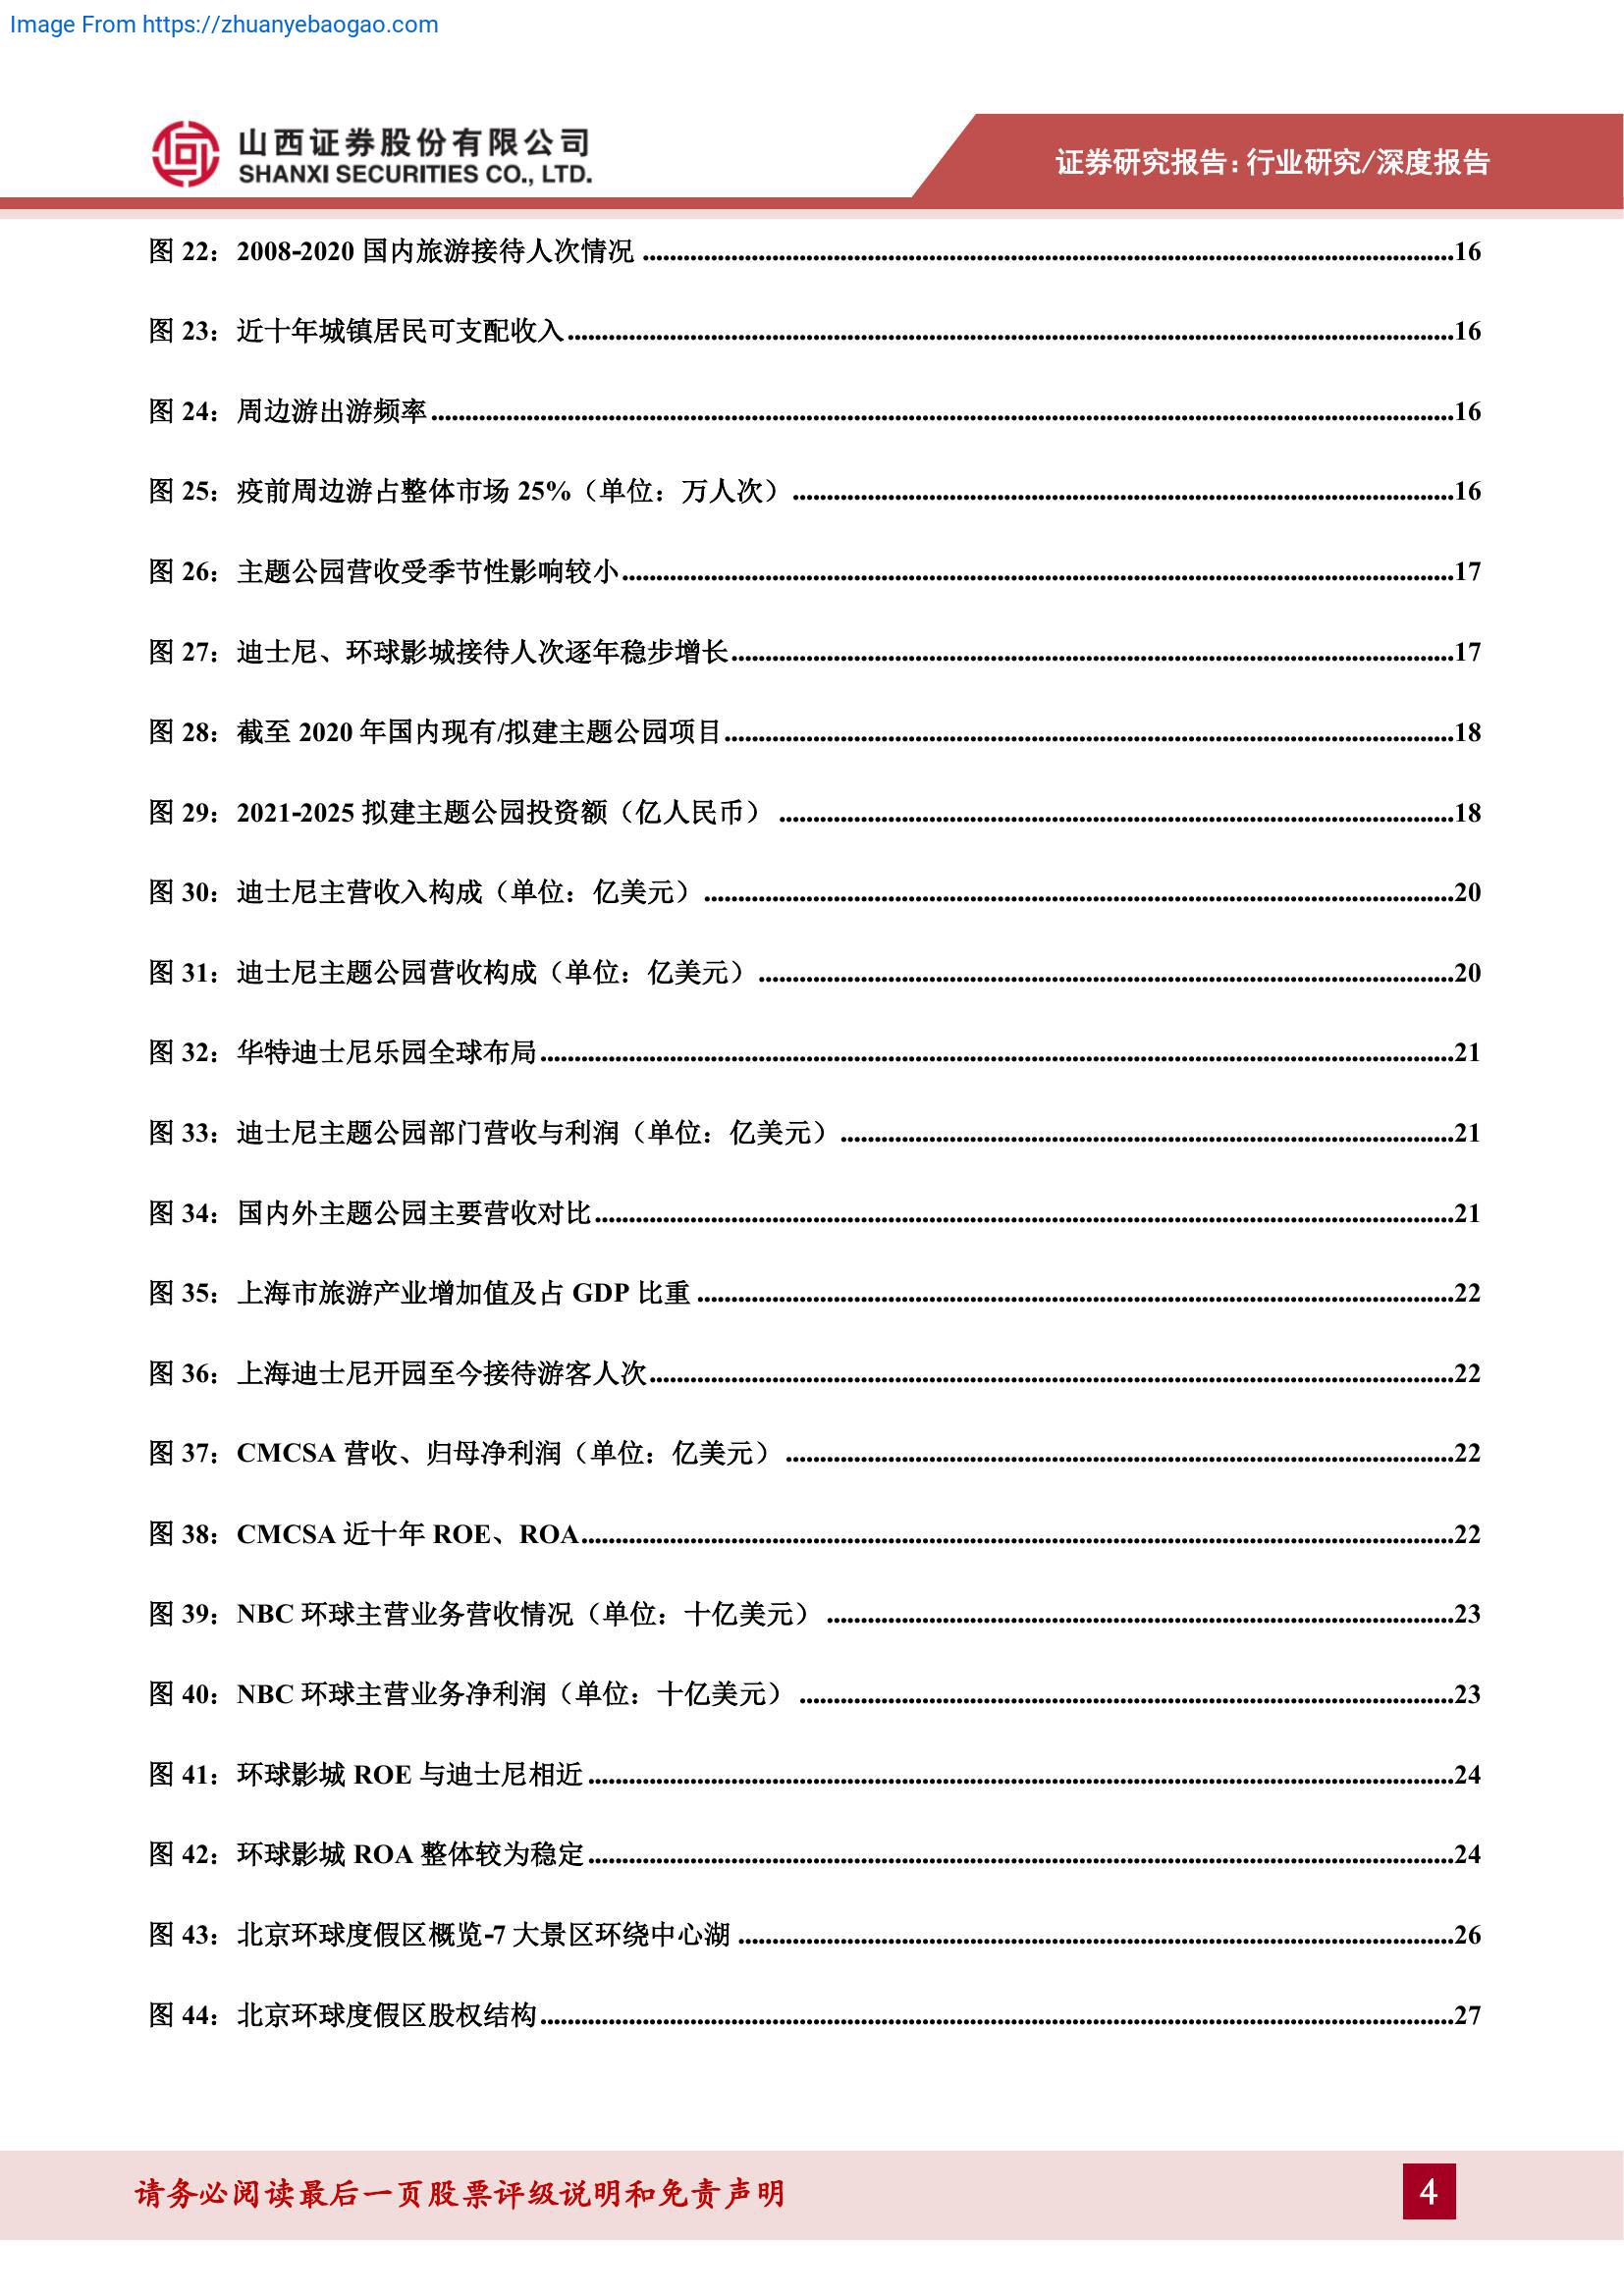 Image From https://zhuanyebaogao.com
山西证券股份有限公司
SHANXI SECURITIES CO., LTD.
证券研究报告:行业研究/深度报告
图 22：2008-2020 国内旅游接待人次情况 ........................................16
图 23：近十年城镇居民可支配收入........................................16
图 24：周边游出游频率........................................16
图 25：疫前周边游占整体市场 25%（单位：万人次）........................................16
图 26：主题公园营收受季节性影响较小........................................17
图 27：迪士尼、环球影城接待人次逐年稳步增长........................................17
图 28：截至 2020 年国内现有/拟建主题公园项目........................................18
图 29：2021-2025 拟建主题公园投资额（亿人民币）........................................18
图 30：迪士尼主营收入构成（单位：亿美元）........................................20
图 31：迪士尼主题公园营收构成（单位：亿美元）........................................20
图 32：华特迪士尼乐园全球布局........................................21
图 33：迪士尼主题公园部门营收与利润（单位：亿美元）........................................21
图 34：国内外主题公园主要营收对比........................................21
图 35：上海市旅游产业增加值及占 GDP 比重 ........................................22
图 36：上海迪士尼开园至今接待游客人次........................................22
图 37：CMCSA 营收、归母净利润（单位：亿美元）........................................22
图 38：CMCSA 近十年 ROE、ROA........................................22
图 39：NBC 环球主营业务营收情况（单位：十亿美元）........................................23
图 40：NBC 环球主营业务净利润（单位：十亿美元）........................................23
图 41：环球影城 ROE 与迪士尼相近 ........................................24
图 42：环球影城 ROA 整体较为稳定 ........................................24
图 43：北京环球度假区概览-7 大景区环绕中心湖 ........................................26
图 44：北京环球度假区股权结构........................................27
请务必阅读最后一页股票评级说明和免责声明
4